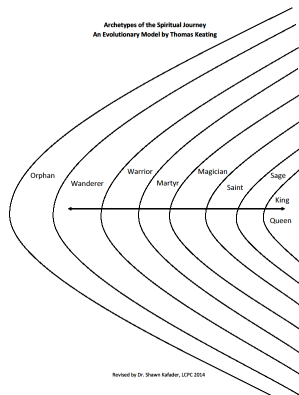 Archetypes of the Spiritual Journey
An Evolutionary Model by Thomas Keating
Orphan
Wanderer
Warrior
Martyr
Magician
Saint
Sage
King
Queen
Revised by Dr. Shawn Kafader, LCPC 2014